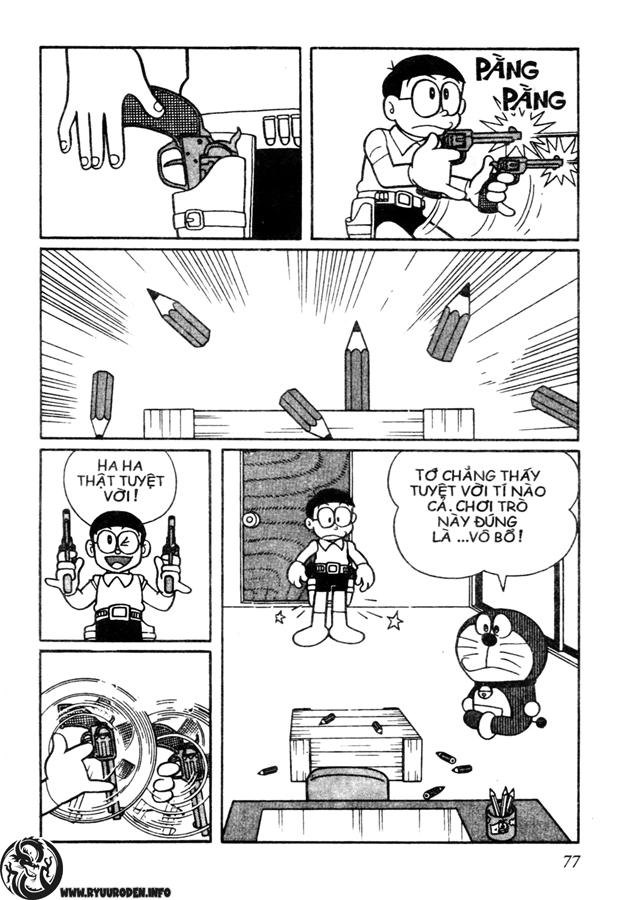 PẰNG
PẰNG
HA HA
THẬT TUYỆT
VỜI!
TỚ CHẲNG THẤY
TUYỆT VỜI TÍ NÀO
CẢ. CHƠI TRÒ
NÀY ĐÚNG
LÀ ...VÔ BỔ!
77
WWW.RYUURODEN.INFO